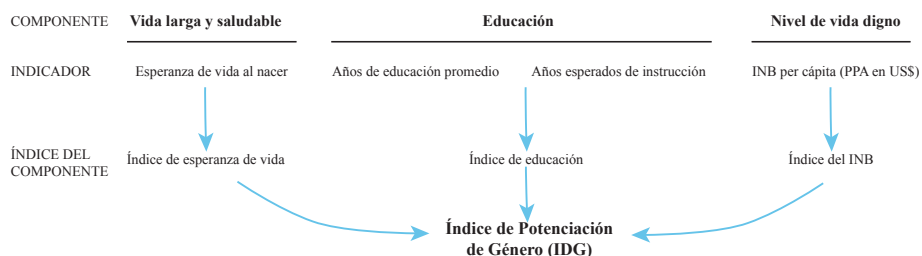 COMPONENTE Vida larga y saludable Educación Nivel de vida digno
INDICADOR Esperanza de vida al nacer Años de educación promedio Años esperados de instrucción INB per cápita (PPA en US$)
ÍNDICE DEL
COMPONENTE Índice de esperanza de vida Índice de educación Índice del INB
Índice de Potenciación
de Género (IDG)